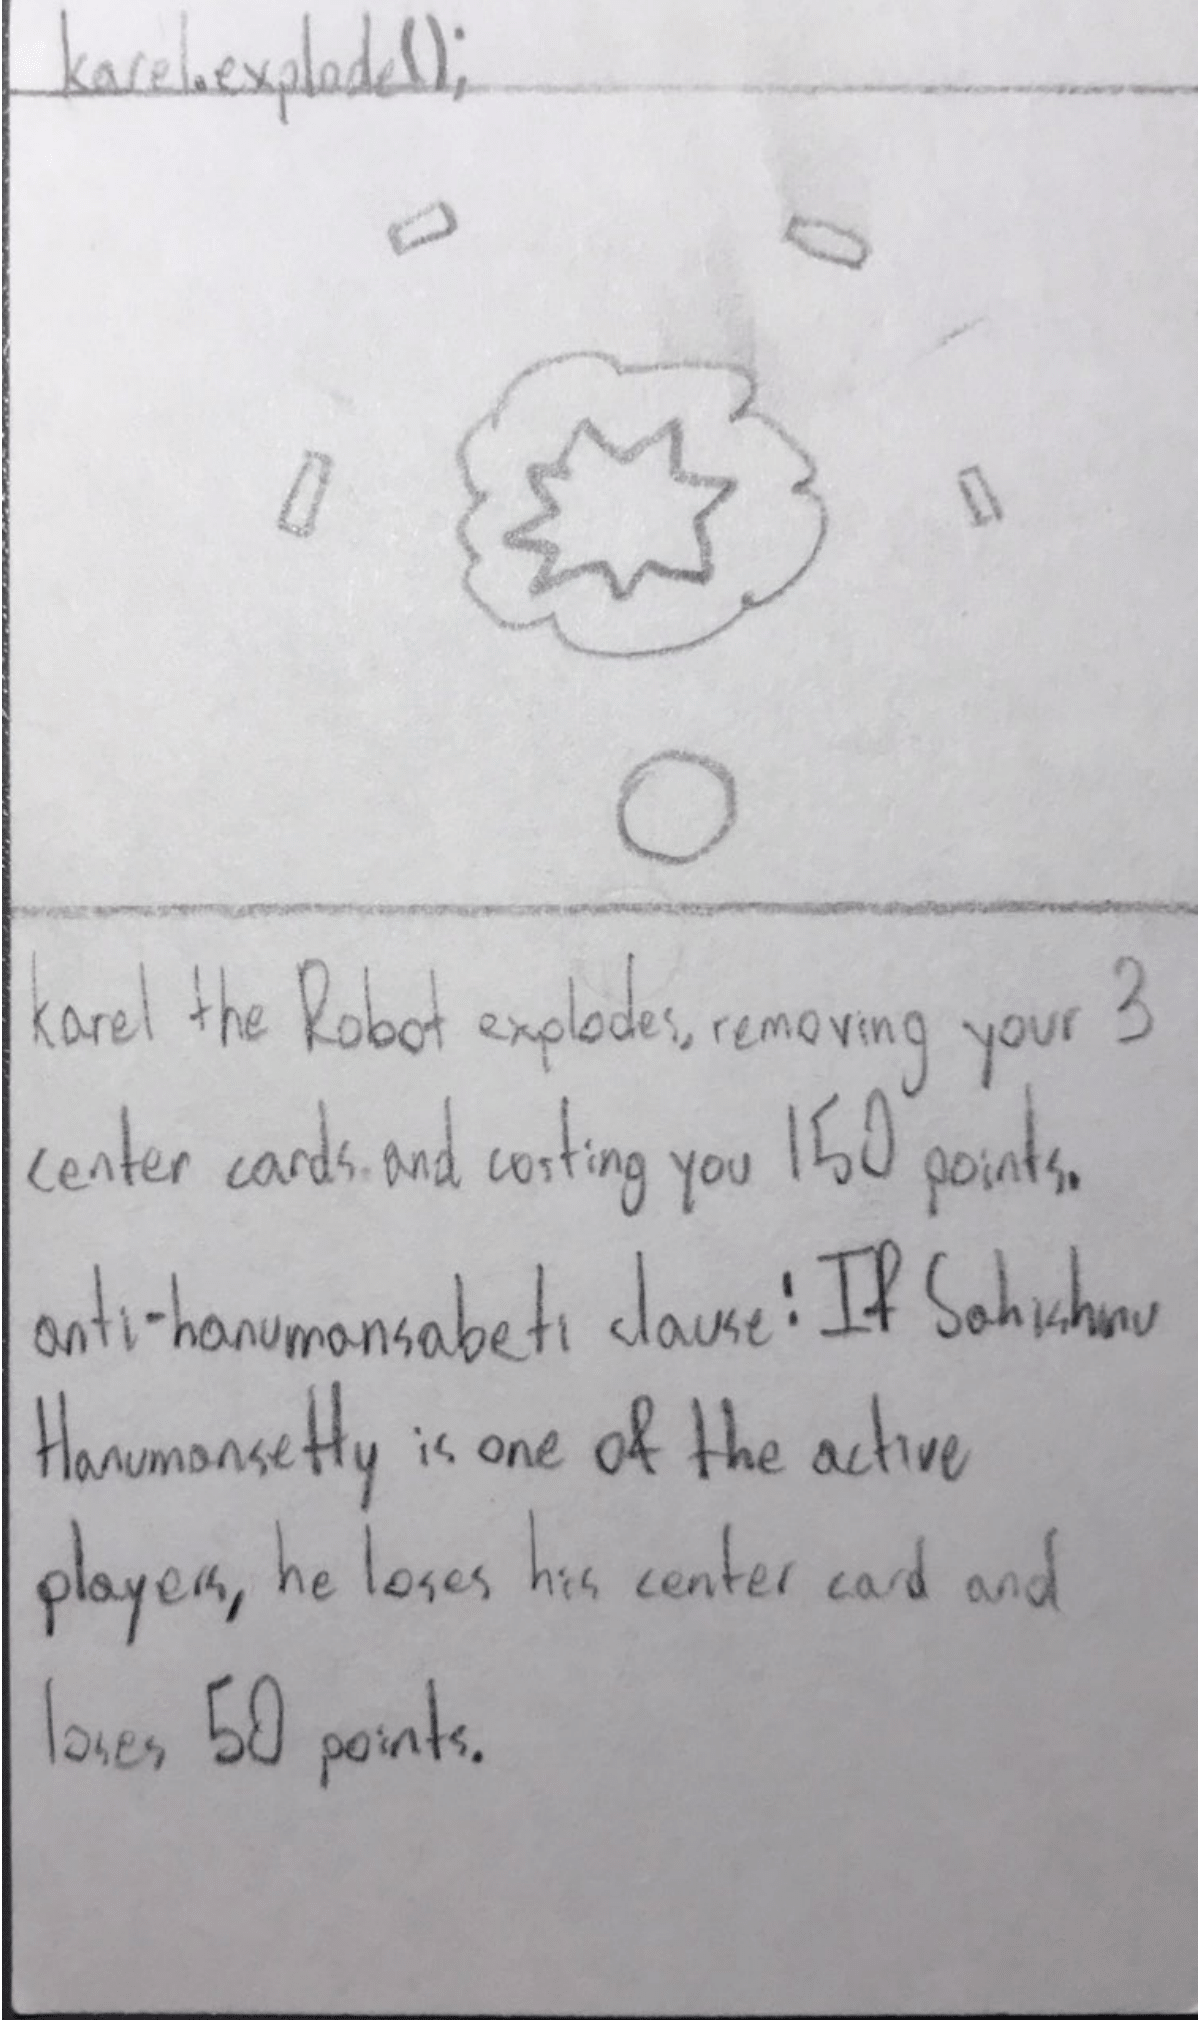 karel.explode();
karel the Robot explodes, removing your 3
center cards and costing you 150 points.
anti-hanumansabeti clause: If Sahishnu
Hanumansetty is one of the active
players, he loses his center card and
loses 50 points.